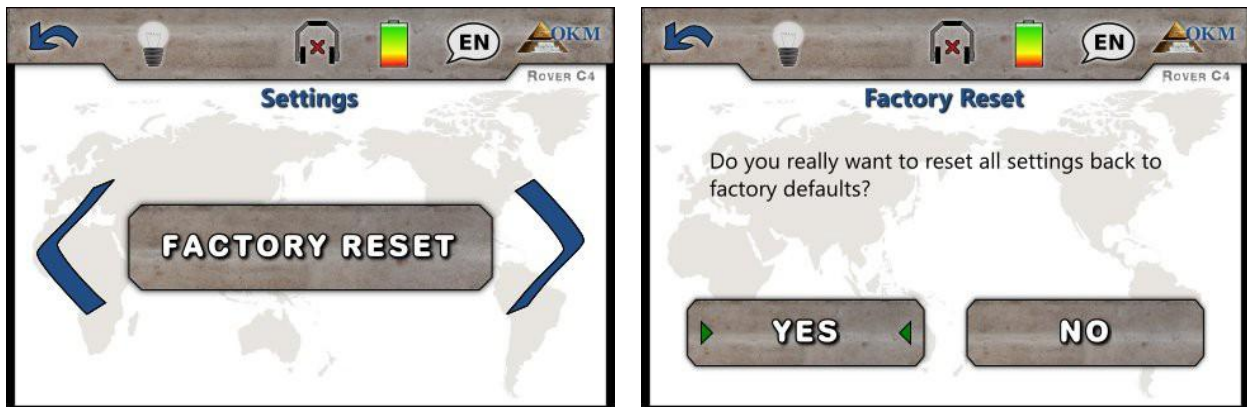 EN
OKM
ROVER C4
Settings
FACTORY RESET
EN
OKM
ROVER C4
Factory Reset
Do you really want to reset all settings back to
factory defaults?
YES
NO